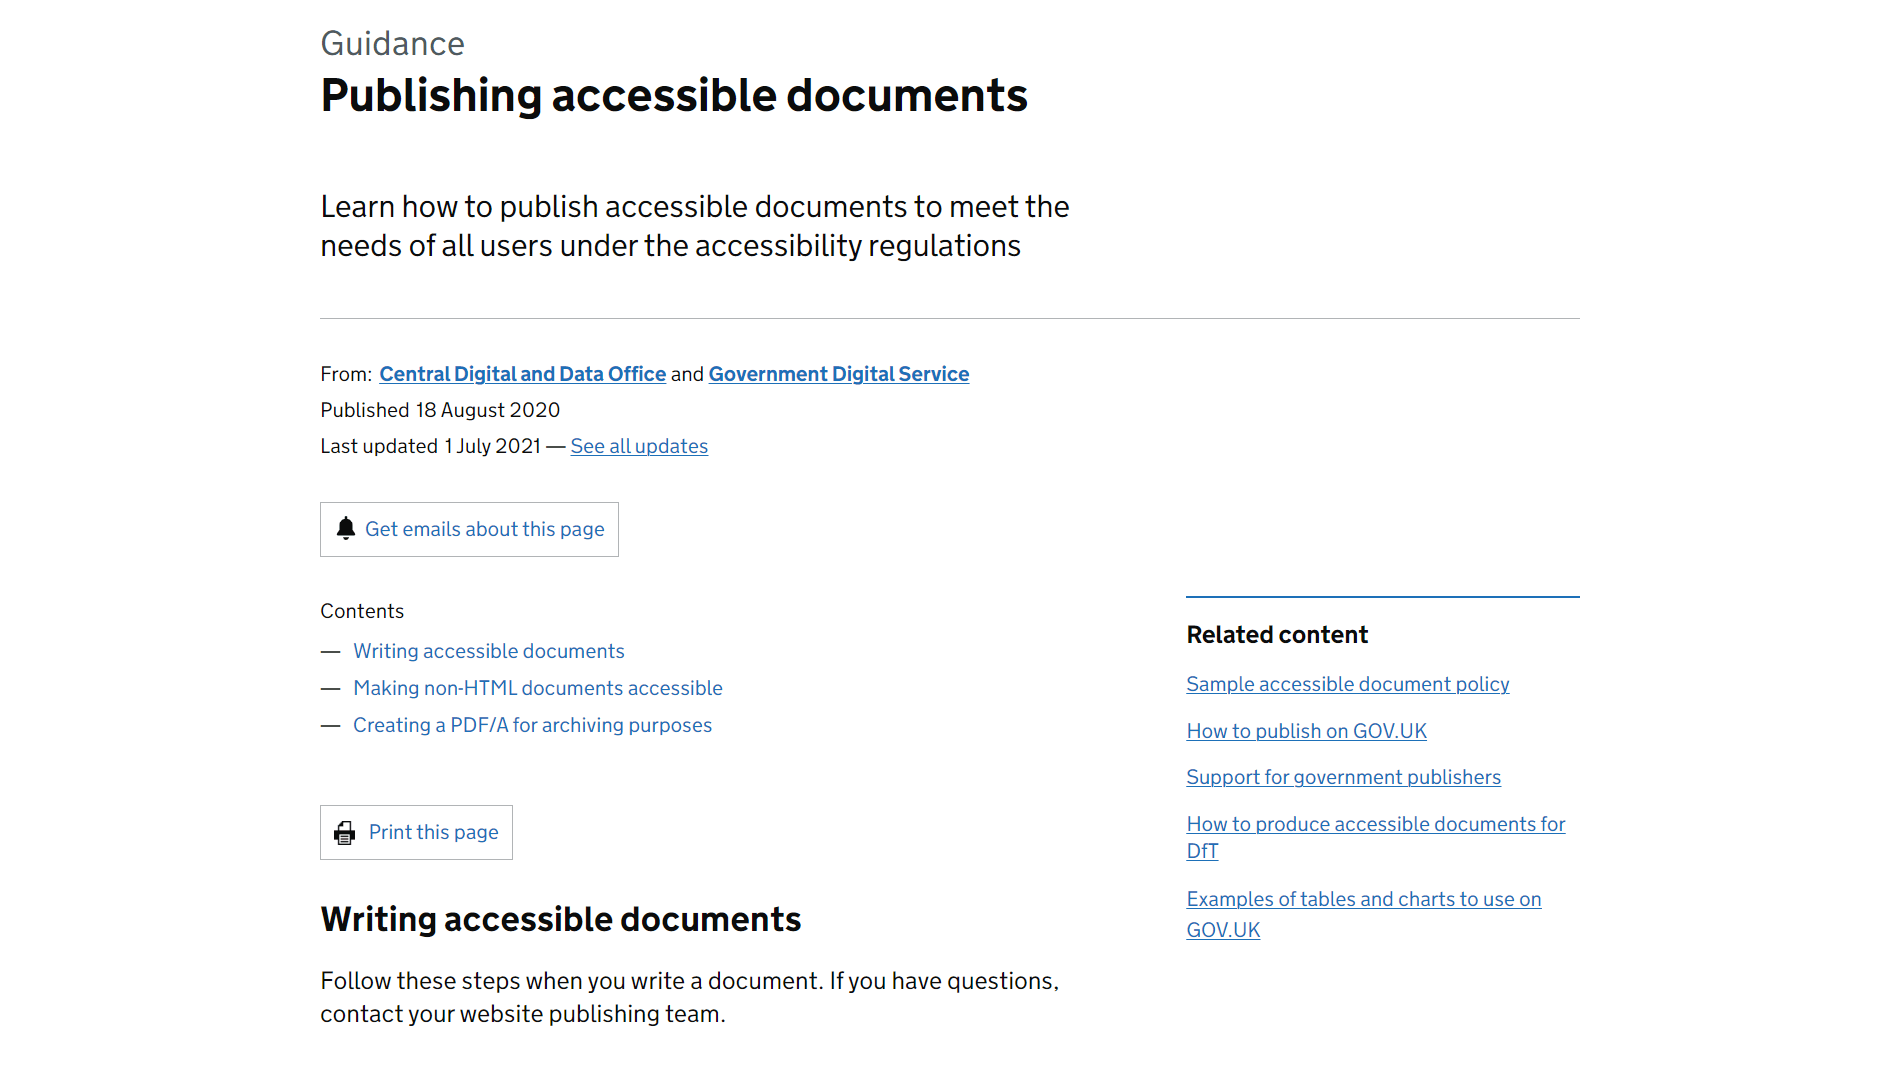 Guidance
Publishing accessible documents
Learn how to publish accessible documents to meet the
needs of all users under the accessibility regulations
From: Central Digital and Data Office and Government Digital Service
Published 18 August 2020
Last updated 1 July 2021 — See all updates
Get emails about this page
Contents
— Writing accessible documents
— Making non-HTML documents accessible
— Creating a PDF/A for archiving purposes
Print this page
Writing accessible documents
Follow these steps when you write a document. If you have questions,
contact your website publishing team.
Related content
Sample accessible document policy
How to publish on GOV.UK
Support for government publishers
How to produce accessible documents for
DfT
Examples of tables and charts to use on
GOV.UK